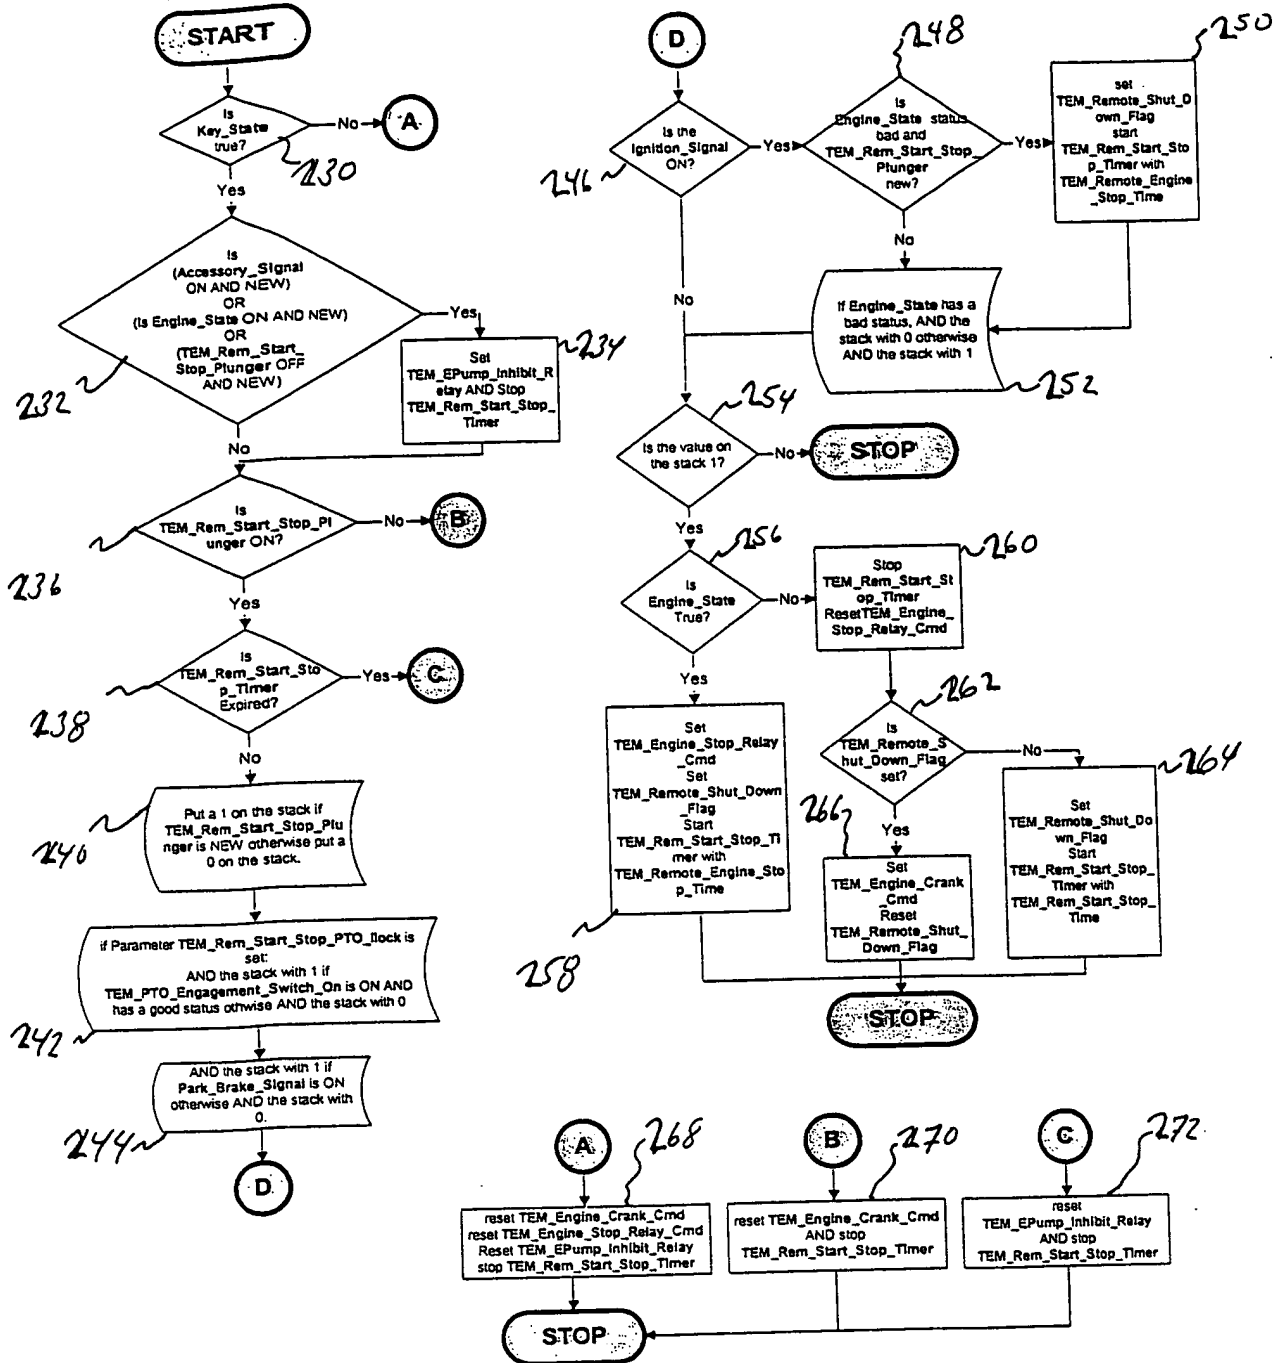 START
Is
Key_State
true?
No
A
230
Yes
Is
(Accessory_Signal
ON AND NEW)
OR
(Is Engine_State ON AND NEW)
OR
(TEM_Rem_Start_
Stop_Plunger OFF
AND NEW)
232
Yes
234
Set
TEM_EPump_Inhibit_R
elay AND Stop
TEM_Rem_Start_Stop_
Timer
No
Is
TEM_Rem_Start_Stop_Pl
unger ON?
No
B
236
Yes
Is
TEM_Rem_Start_Sto
p_Timer
Expired?
Yes
C
238
No
Put a 1 on the stack if
TEM_Rem_Start_Stop_Plu
nger is NEW otherwise put a
0 on the stack.
240
if Parameter TEM_Rem_Start_Stop_PTO_Ilock is
set:
AND the stack with 1 if
TEM_PTO_Engagement_Switch_On is ON AND
has a good status othwise AND the stack with 0
242
AND the stack with 1 if
Park_Brake_Signal is ON
otherwise AND the stack with
0.
244
D
D
Is the
Ignition_Signal
ON?
246
Yes
248
Is
Engine_State status
bad and
TEM_Rem_Start_Stop_
Plunger
new?
Yes
250
set
TEM_Remote_Shut_D
own_Flag
start
TEM_Rem_Start_Sto
p_Timer with
TEM_Remote_Engine
_Stop_Time
No
No
If Engine_State has a
bad status, AND the
stack with 0 otherwise
AND the stack with 1
252
254
Is the value on
the stack 1?
No
STOP
Yes
256
Is
Engine_State
True?
No
260
Stop
TEM_Rem_Start_St
op_Timer
ResetTEM_Engine_
Stop_Relay_Cmd
Yes
Set
TEM_Engine_Stop_Relay
_Cmd
Set
TEM_Remote_Shut_Down
_Flag
Start
TEM_Rem_Start_Stop_Ti
mer with
TEM_Remote_Engine_Sto
p_Time
258
262
Is
TEM_Remote_S
hut_Down_Flag
set?
No
264
Set
TEM_Remote_Shut_Do
wn_Flag
Start
TEM_Rem_Start_Stop_
Timer with
TEM_Rem_Start_Stop_
Time
266
Yes
Set
TEM_Engine_Crank_
Cmd
Reset
TEM_Remote_Shut_
Down_Flag
STOP
A
268
reset TEM_Engine_Crank_Cmd
reset TEM_Engine_Stop_Relay_Cmd
Reset TEM_EPump_Inhibit_Relay
stop TEM_Rem_Start_Stop_Timer
B
270
reset TEM_Engine_Crank_Cmd
AND stop
TEM_Rem_Start_Stop_Timer
C
272
reset
TEM_EPump_Inhibit_Relay
AND stop
TEM_Rem_Start_Stop_Timer
STOP